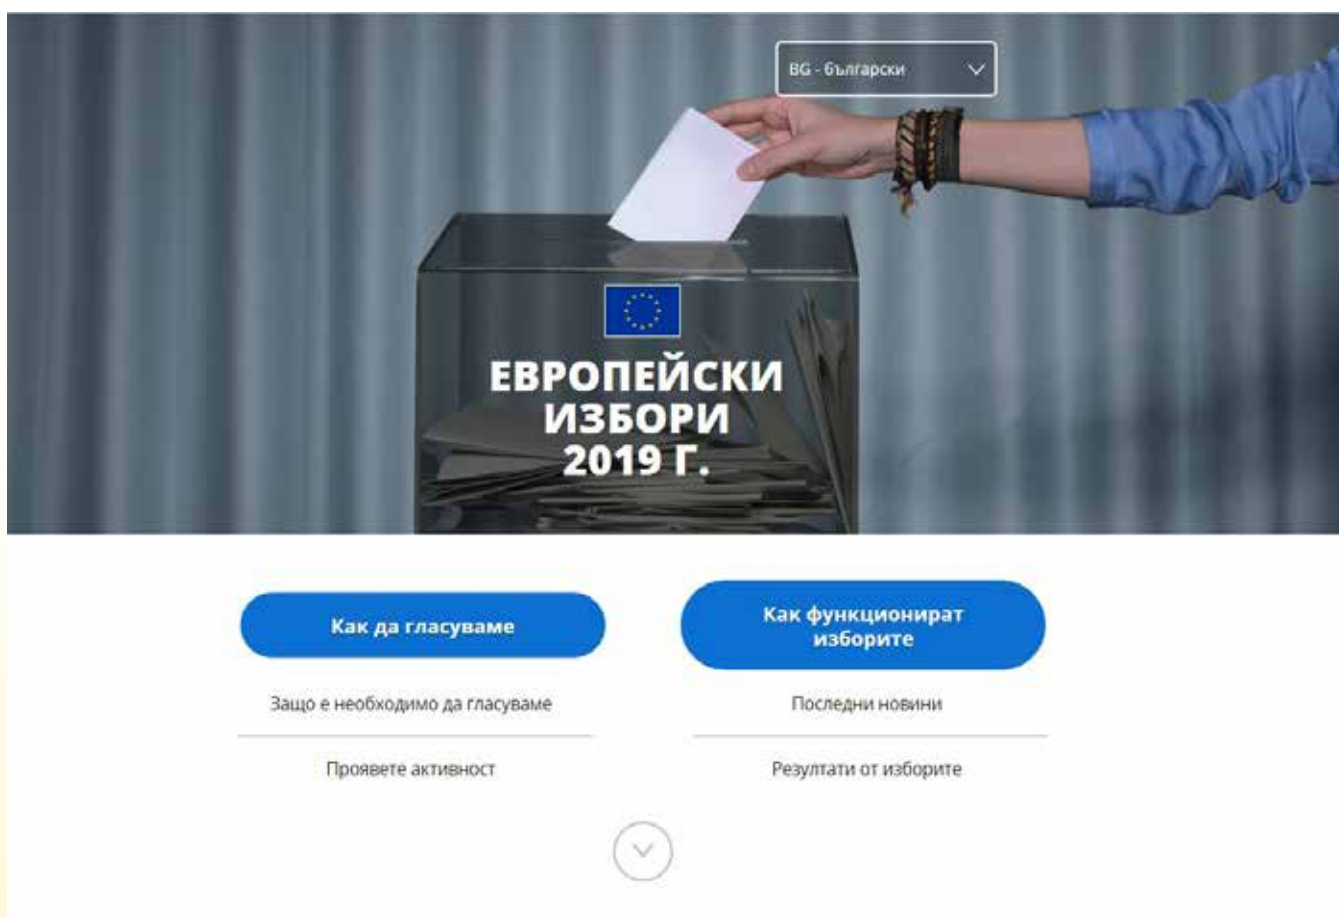 BG - български
ЕВРОПЕЙСКИ
ИЗБОРИ
2019 Г.
Как да гласуваме
Как функционират
изборите
Защо е необходимо да гласуваме
Последни новини
Проявете активност
Резултати от изборите